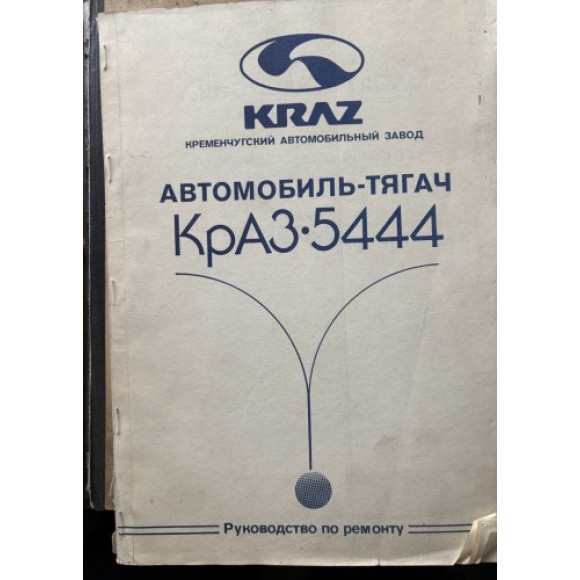 KRAZ
КРЕМЕНЧУГСКИЙ АВТОМОБИЛЬНЫЙ ЗАВОД
АВТОМОБИЛЬ-ТЯГАЧ
КрАЗ·5444
Руководство по ремонту